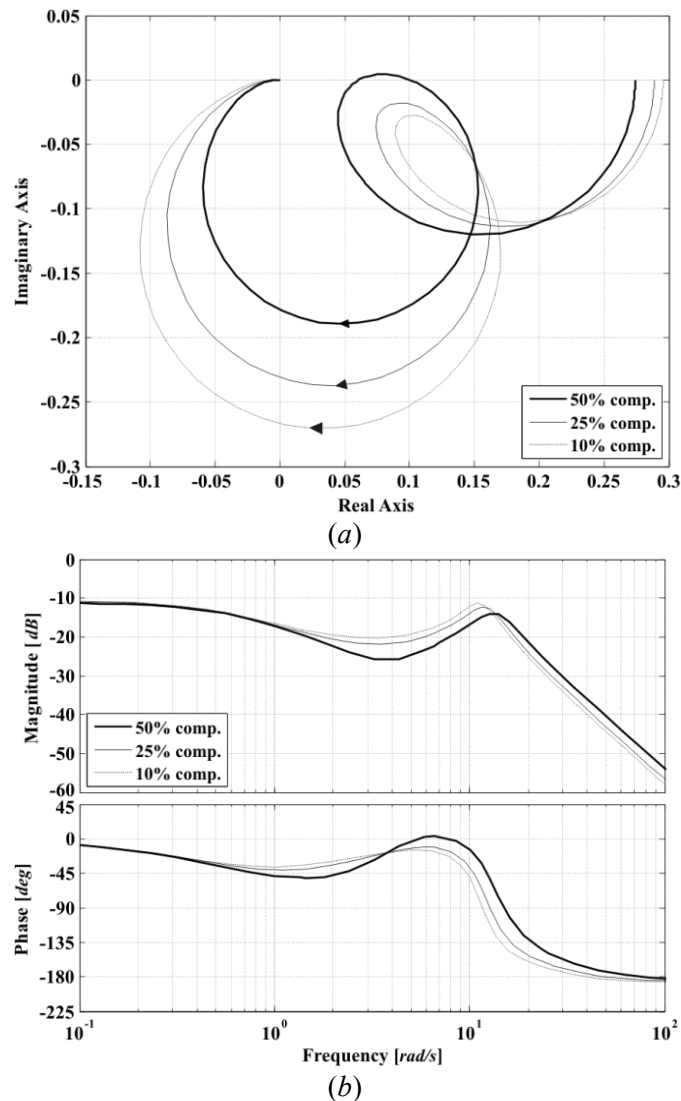 0.05
0
-0.05
-0.1
-0.15
-0.2
-0.25
-0.3
Imaginary Axis
50% comp.
25% comp.
10% comp.
-0.15 -0.1 -0.05 0 0.05 0.1 0.15 0.2 0.25 0.3
Real Axis
(a)
0
-10
-20
-30
-40
-50
-60
Magnitude [dB]
50% comp.
25% comp.
10% comp.
45
0
-45
-90
-135
-180
-225
Phase [deg]
10^-1 10^0 10^1 10^2
Frequency [rad/s]
(b)